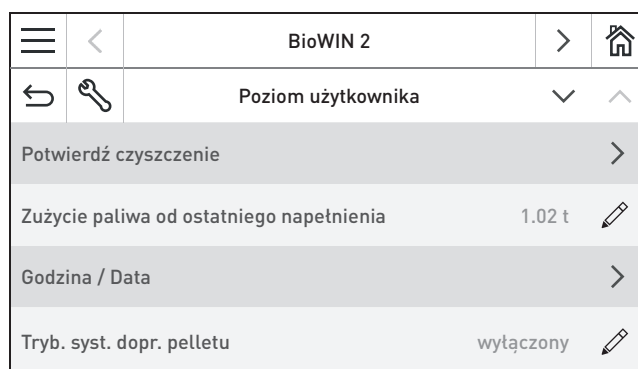 BioWIN 2
Poziom użytkownika
Potwierdź czyszczenie
Zużycie paliwa od ostatniego napełnienia 1.02 t
Godzina / Data
Tryb. syst. dopr. pelletu wyłączony